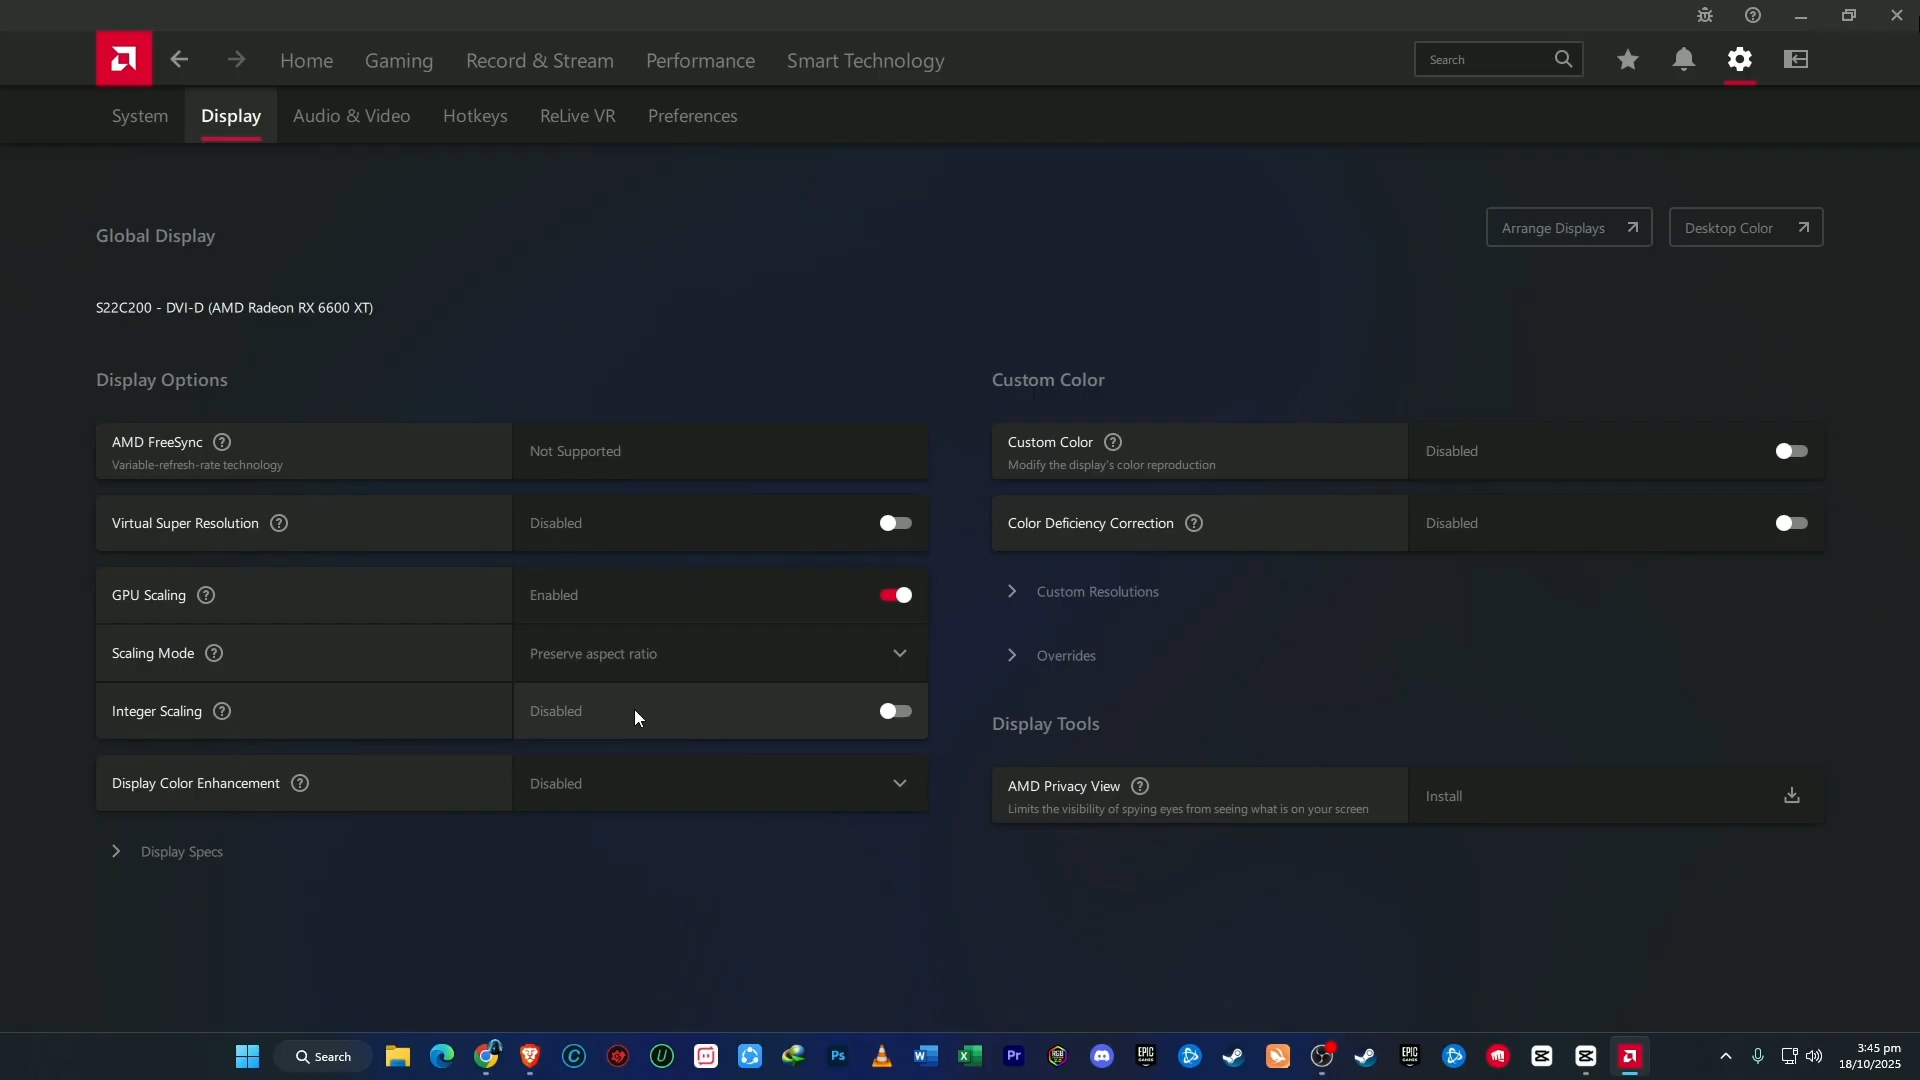 Home
Gaming
Record & Stream
Performance
Smart Technology
Search
System
Display
Audio & Video
Hotkeys
ReLive VR
Preferences
Global Display
Arrange Displays
Desktop Color
S22C200 - DVI-D (AMD Radeon RX 6600 XT)
Display Options
AMD FreeSync
Variable-refresh-rate technology
Not Supported
Virtual Super Resolution
Disabled
GPU Scaling
Enabled
Scaling Mode
Preserve aspect ratio
Integer Scaling
Disabled
Display Color Enhancement
Disabled
Display Specs
Custom Color
Custom Color
Modify the display's color reproduction
Disabled
Color Deficiency Correction
Disabled
Custom Resolutions
Overrides
Display Tools
AMD Privacy View
Limits the visibility of spying eyes from seeing what is on your screen
Install
Search
Ps
Pr
EPIC
EPIC
3:45 pm
18/10/2025